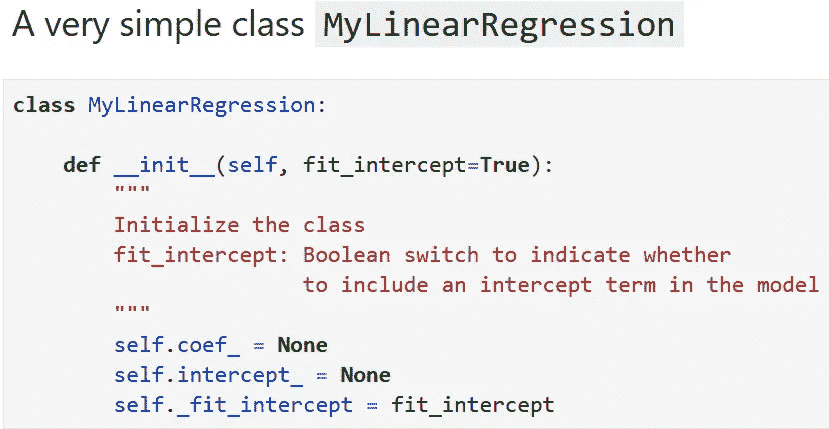 A very simple class MyLinearRegression
class MyLinearRegression:
    def __init__(self, fit_intercept=True):
        """
        Initialize the class
        fit_intercept: Boolean switch to indicate whether
                       to include an intercept term in the model
        """
        self.coef_ = None
        self.intercept_ = None
        self._fit_intercept = fit_intercept